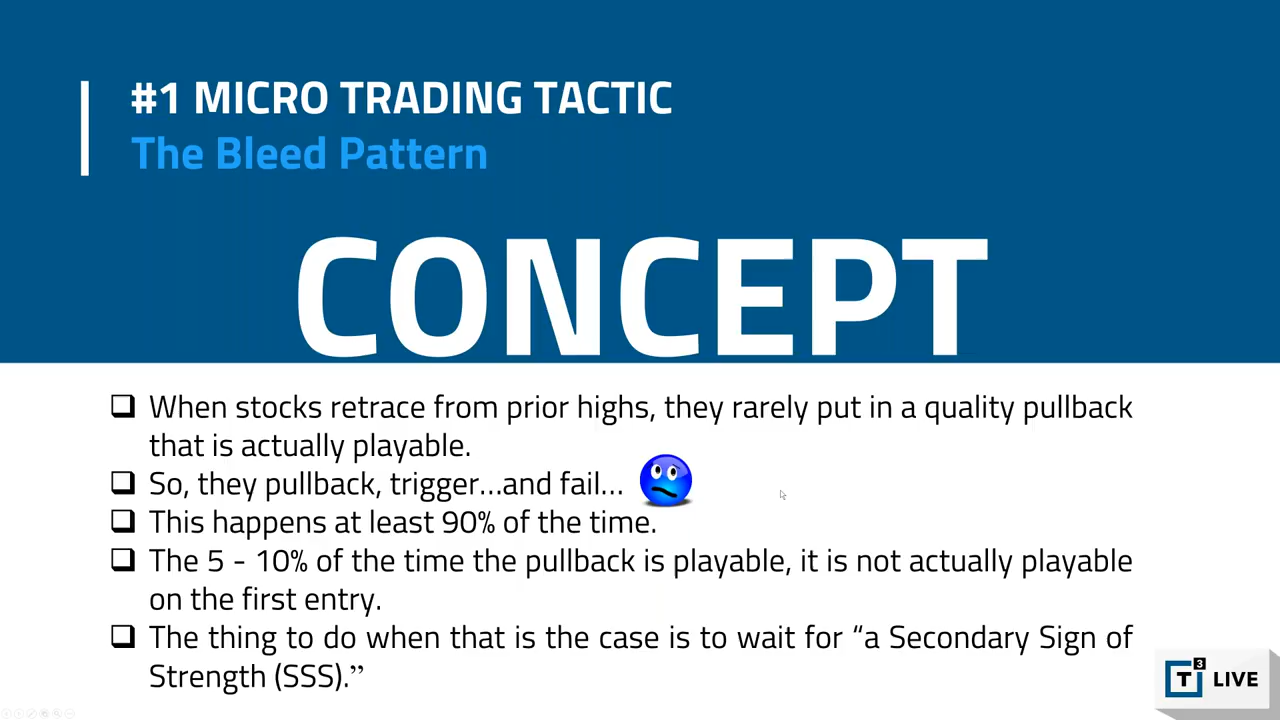 #1 MICRO TRADING TACTIC
The Bleed Pattern
CONCEPT
❑ When stocks retrace from prior highs, they rarely put in a quality pullback
that is actually playable.
❑ So, they pullback, trigger...and fail...
❑ This happens at least 90% of the time.
❑ The 5 - 10% of the time the pullback is playable, it is not actually playable
on the first entry.
❑ The thing to do when that is the case is to wait for “a Secondary Sign of
Strength (SSS).”
T3 LIVE